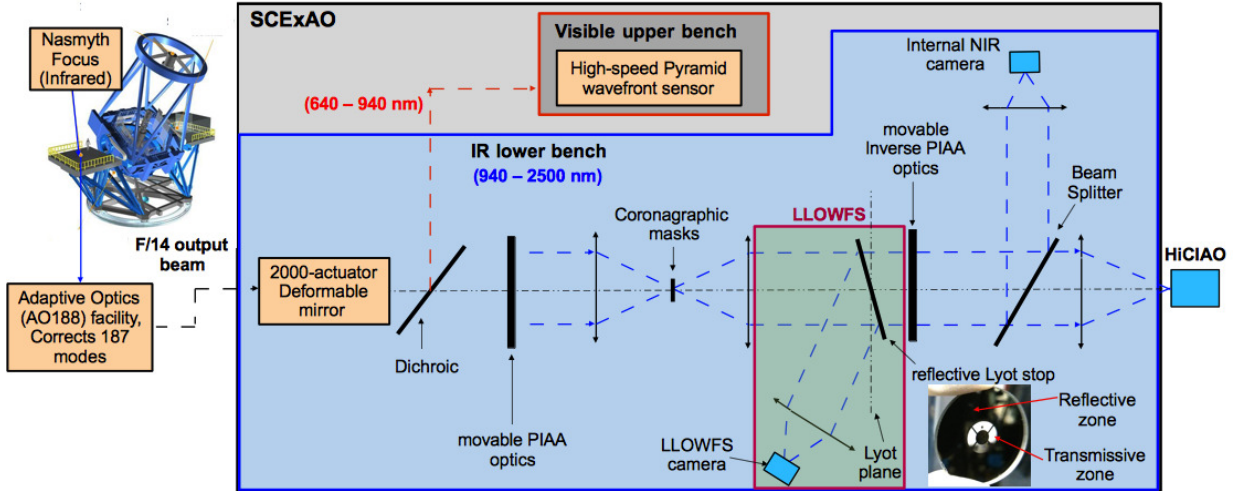 SCExAO
Nasmyth
Focus
(Infrared)
Visible upper bench
High-speed Pyramid
wavefront sensor
(640 – 940 nm)
Internal NIR
camera
IR lower bench
(940 – 2500 nm)
movable
Inverse PIAA
optics
Beam
Splitter
Coronagraphic
masks
LLOWFS
F/14 output
beam
2000-actuator
Deformable
mirror
HiCIAO
Adaptive Optics
(AO188) facility,
Corrects 187
modes
Dichroic
reflective Lyot stop
movable PIAA
optics
LLOWFS
camera
Lyot
plane
Reflective
zone
Transmissive
zone